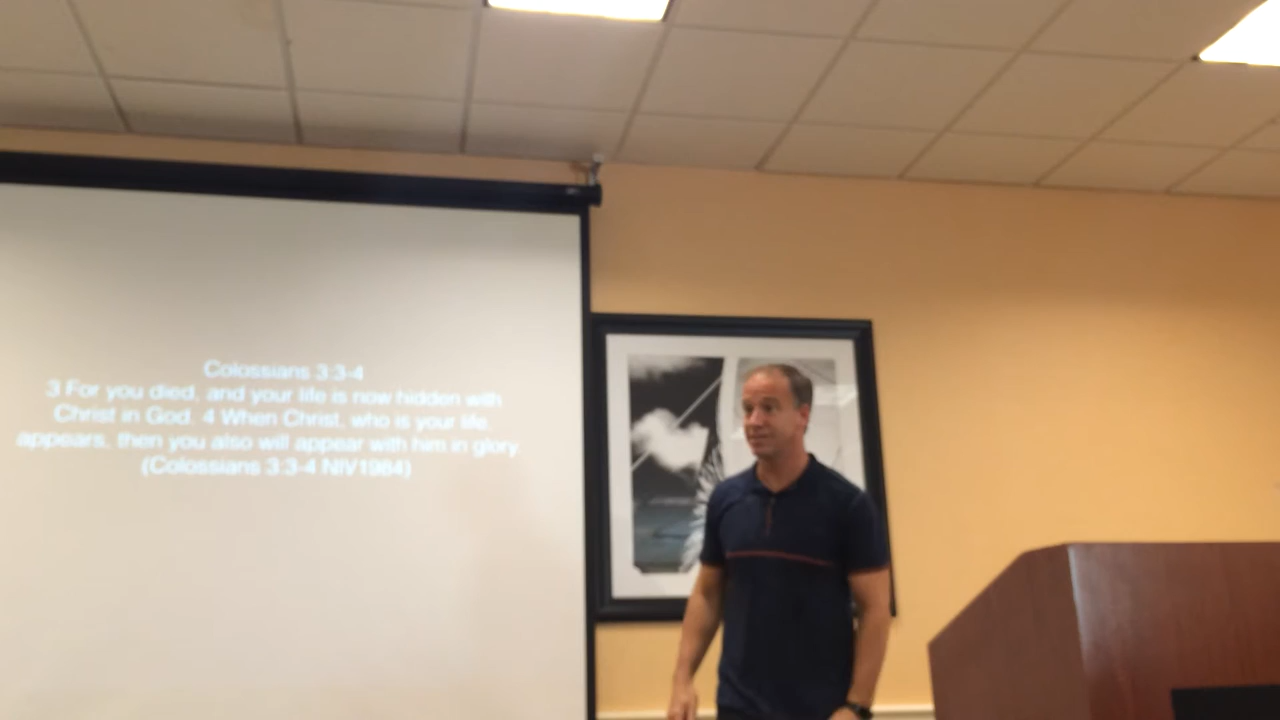 Colossians 3:3-4
3 For you died, and your life is now hidden with
Christ in God. 4 When Christ, who is your life,
appears, then you also will appear with him in glory.
(Colossians 3:3-4 NIV1984)